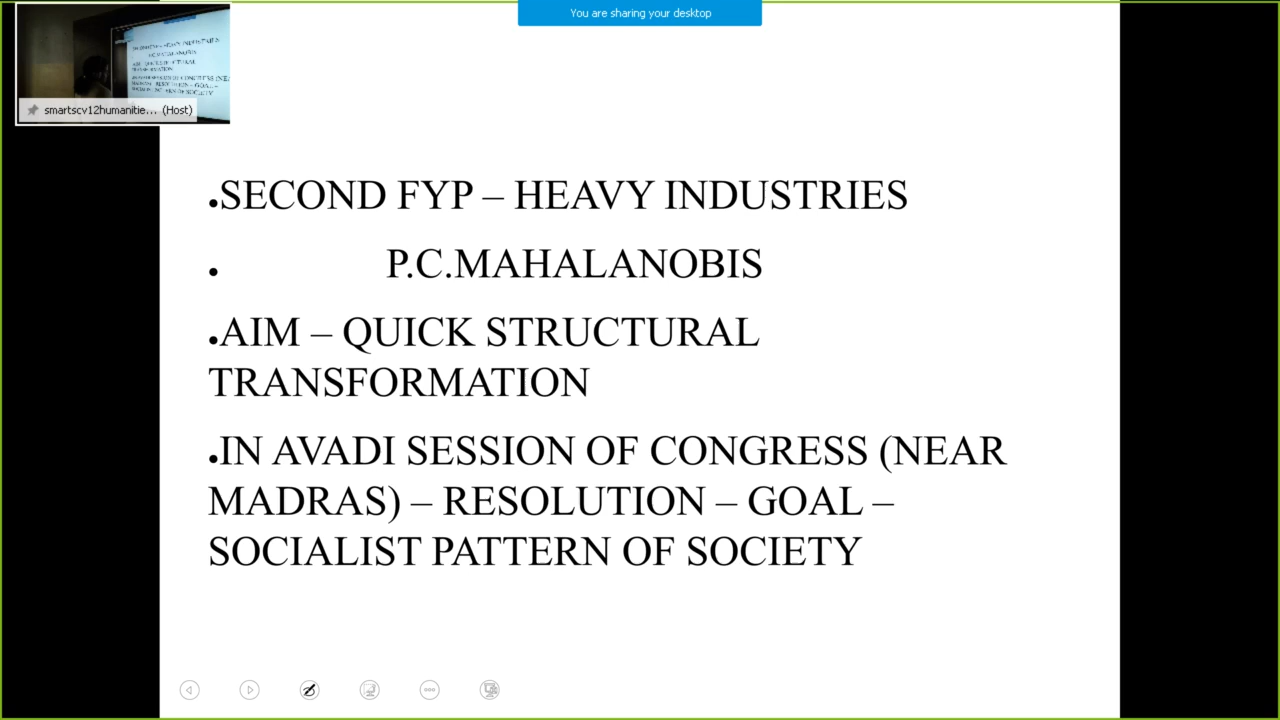 You are sharing your desktop
smartscv12humanitie... (Host)
•SECOND FYP – HEAVY INDUSTRIES
• P.C.MAHALANOBIS
•AIM – QUICK STRUCTURAL
TRANSFORMATION
•IN AVADI SESSION OF CONGRESS (NEAR
MADRAS) – RESOLUTION – GOAL –
SOCIALIST PATTERN OF SOCIETY